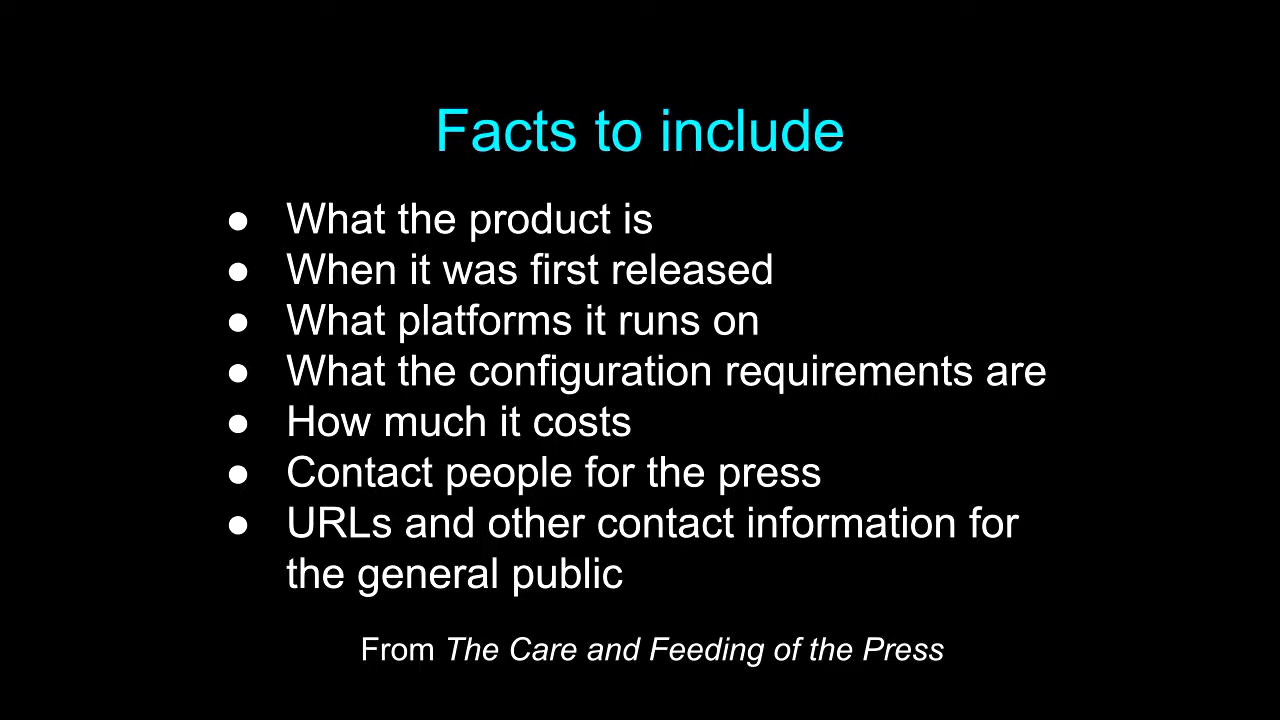 Facts to include
● What the product is
● When it was first released
● What platforms it runs on
● What the configuration requirements are
● How much it costs
● Contact people for the press
● URLs and other contact information for
the general public
From The Care and Feeding of the Press